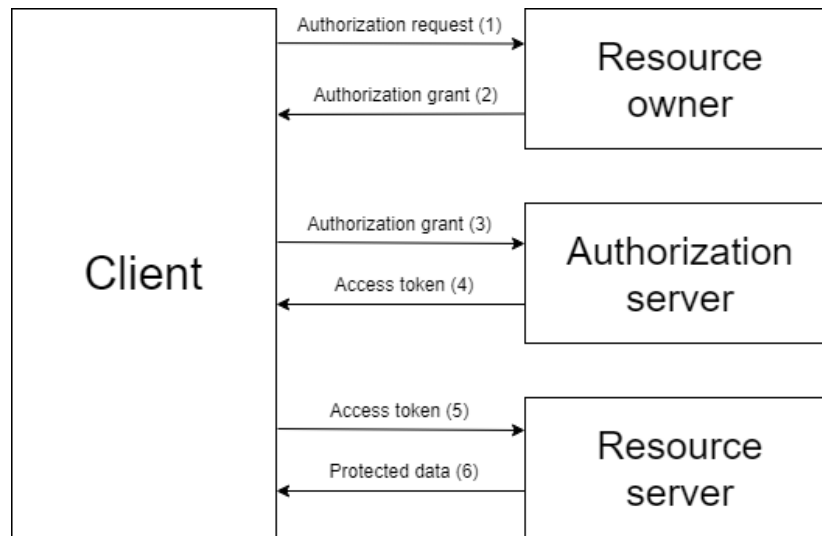 Authorization request (1)
Resource
owner
Authorization grant (2)
Client
Authorization grant (3)
Authorization
server
Access token (4)
Access token (5)
Resource
server
Protected data (6)